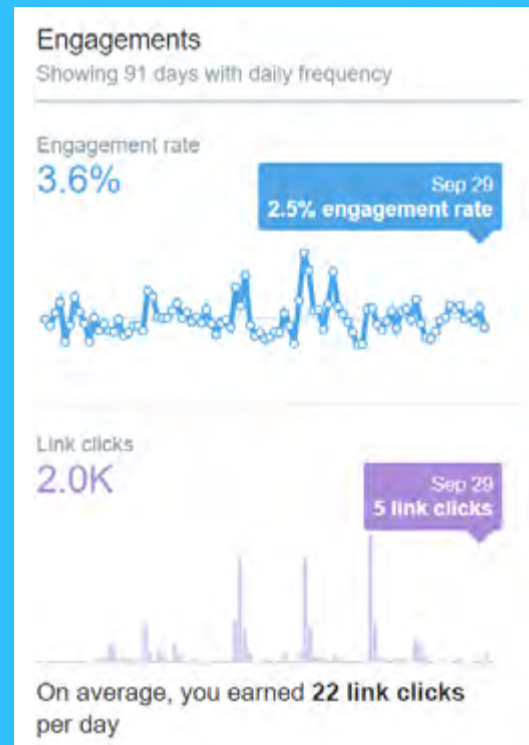 Engagements
Showing 91 days with daily frequency
Engagement rate
3.6%
Sep 29
2.5% engagement rate
Link clicks
2.0K
Sep 29
5 link clicks
On average, you earned 22 link clicks
per day